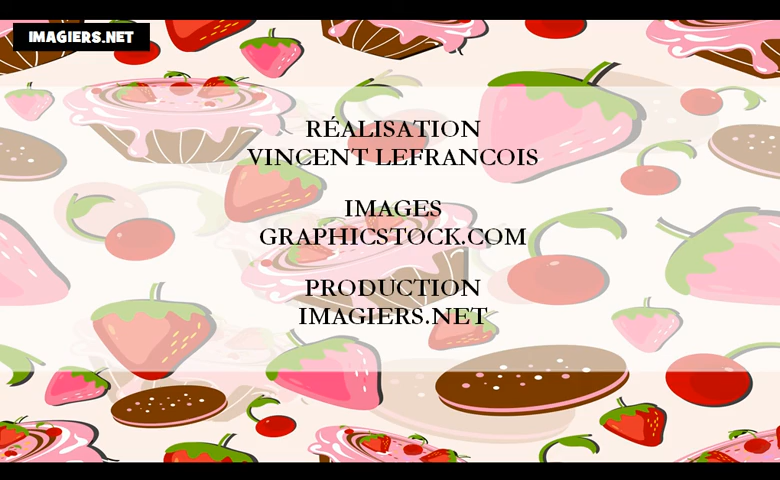 IMAGIERS.NET
RÉALISATION
VINCENT LEFRANCOIS
IMAGES
GRAPHICSTOCK.COM
PRODUCTION
IMAGIERS.NET